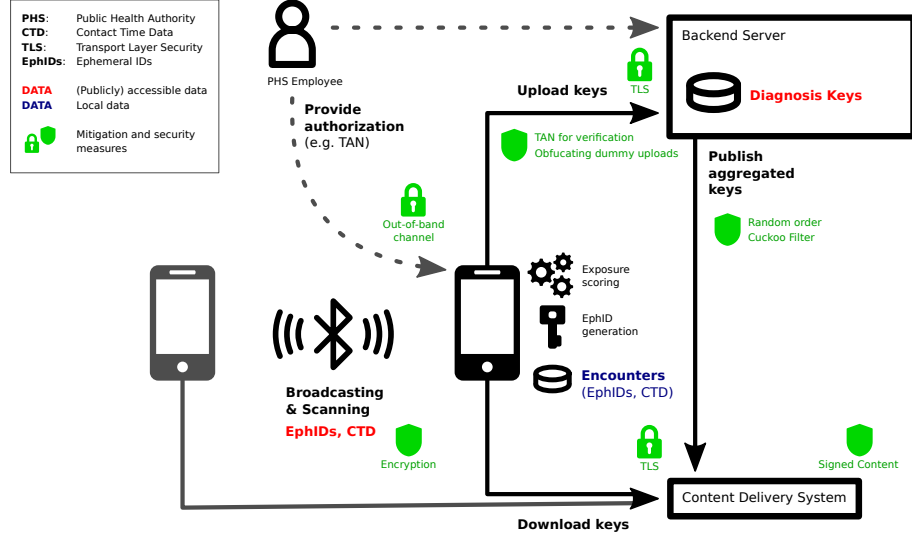 PHS: Public Health Authority
CTD: Contact Time Data
TLS: Transport Layer Security
EphIDs: Ephemeral IDs
DATA (Publicly) accessible data
DATA Local data
Mitigation and security
measures
PHS Employee
Provide
authorization
(e.g. TAN)
Out-of-band
channel
Upload keys
TLS
TAN for verification
Obfucating dummy uploads
Backend Server
Diagnosis Keys
Publish
aggregated
keys
Random order
Cuckoo Filter
Exposure
scoring
EphID
generation
Encounters
(EphIDs, CTD)
Broadcasting
& Scanning
EphIDs, CTD
Encryption
TLS
Signed Content
Content Delivery System
Download keys